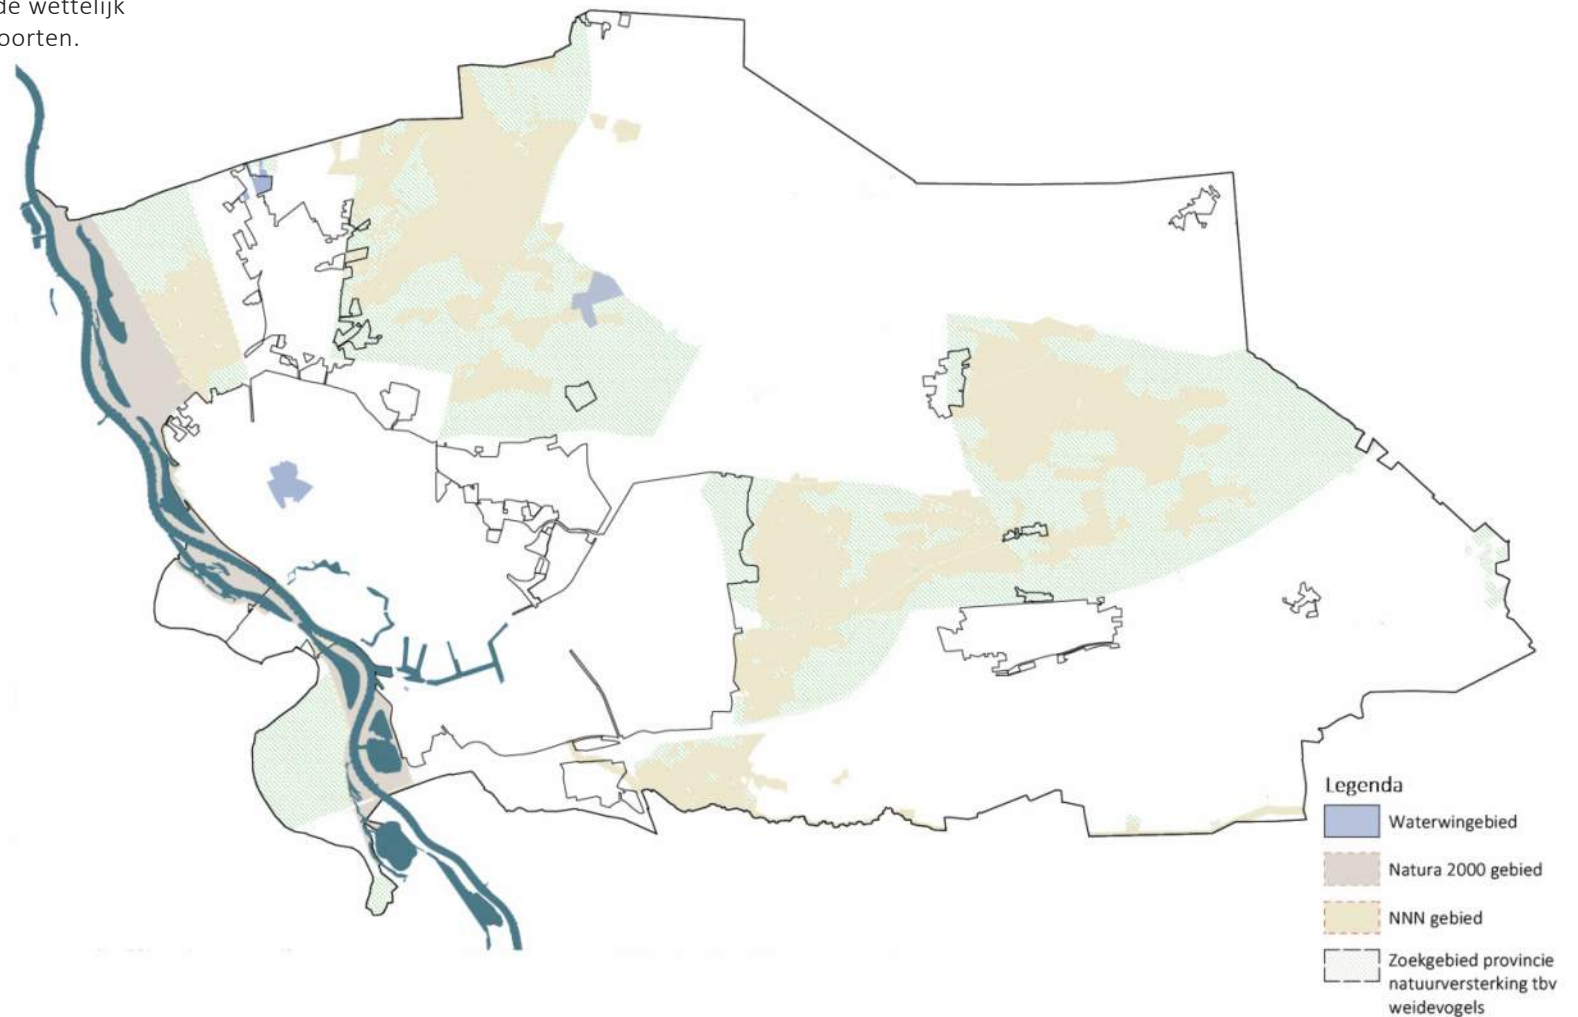 de wettelijk
oorten.
Legenda
Waterwingebied
Natura 2000 gebied
NNN gebied
Zoekgebied provincie
natuurversterking tbv
weidevogels